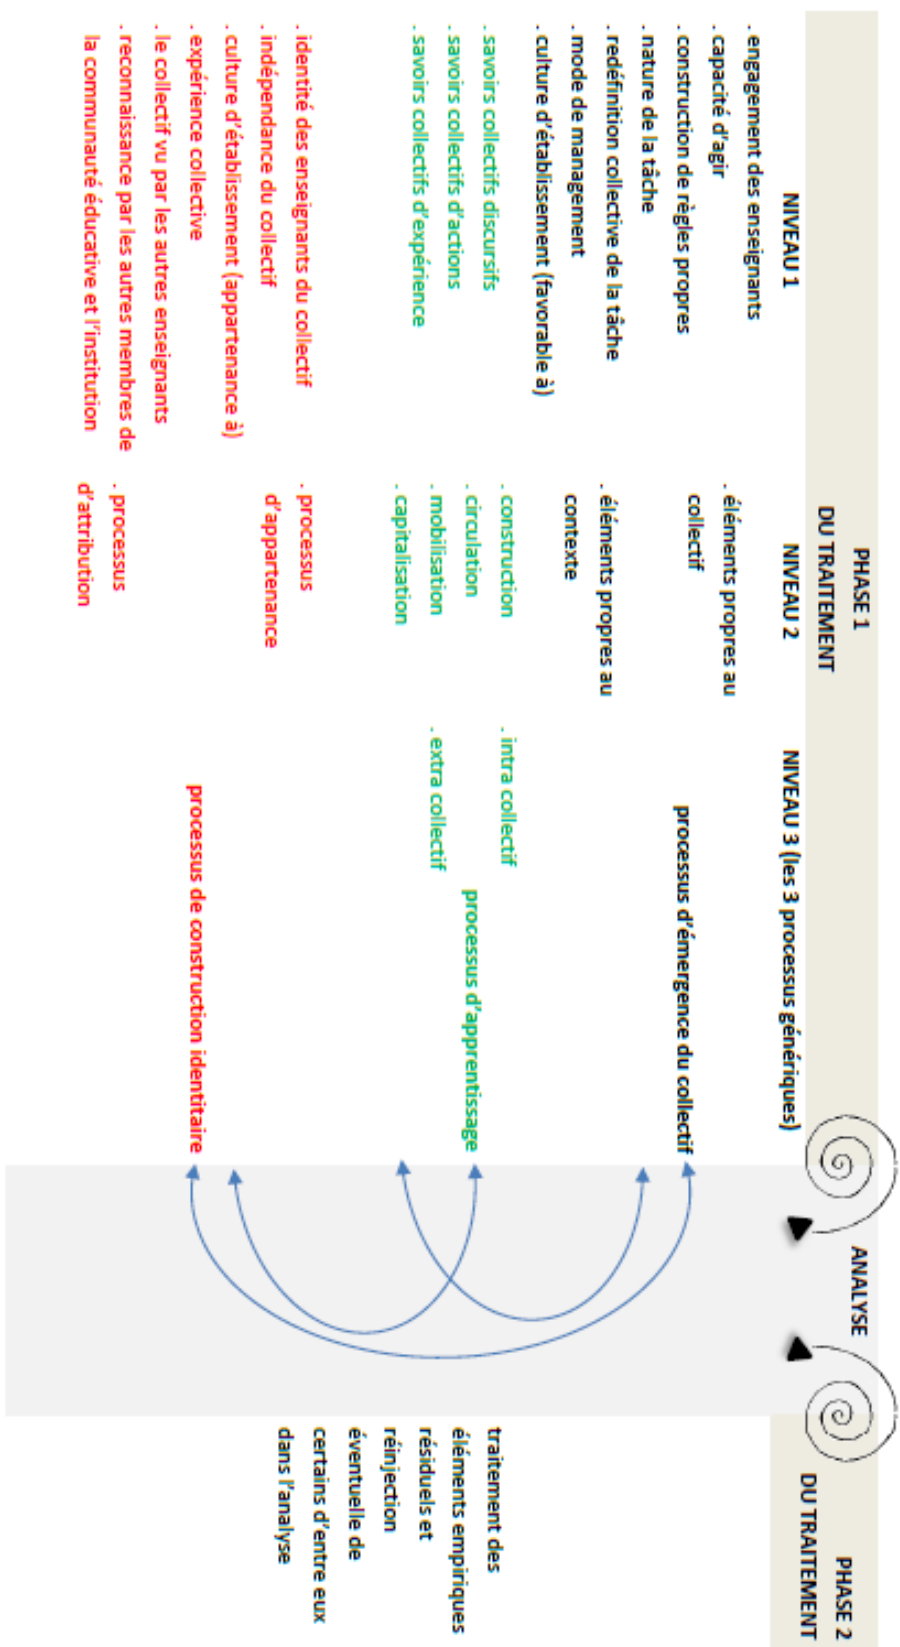 PHASE 1
DU TRAITEMENT
ANALYSE
PHASE 2
DU TRAITEMENT
NIVEAU 1
NIVEAU 2
NIVEAU 3 (les 3 processus génériques)
. engagement des enseignants
. capacité d'agir
. construction de règles propres
. nature de la tâche
. redéfinition collective de la tâche
. mode de management
. culture d'établissement (favorable à)
. éléments propres au
collectif
. éléments propres au
contexte
processus d'émergence du collectif
. savoirs collectifs discursifs
. savoirs collectifs d'actions
. savoirs collectifs d'expérience
. construction
. circulation
. mobilisation
. capitalisation
. intra collectif
. extra collectif
processus d'apprentissage
. identité des enseignants du collectif
. indépendance du collectif
. culture d'établissement (appartenance à)
. expérience collective
. le collectif vu par les autres enseignants
. reconnaissance par les autres membres de
la communauté éducative et l'institution
. processus
d'appartenance
. processus
d'attribution
processus de construction identitaire
traitement des
éléments empiriques
résiduels et
réinjection
éventuelle de
certains d'entre eux
dans l'analyse